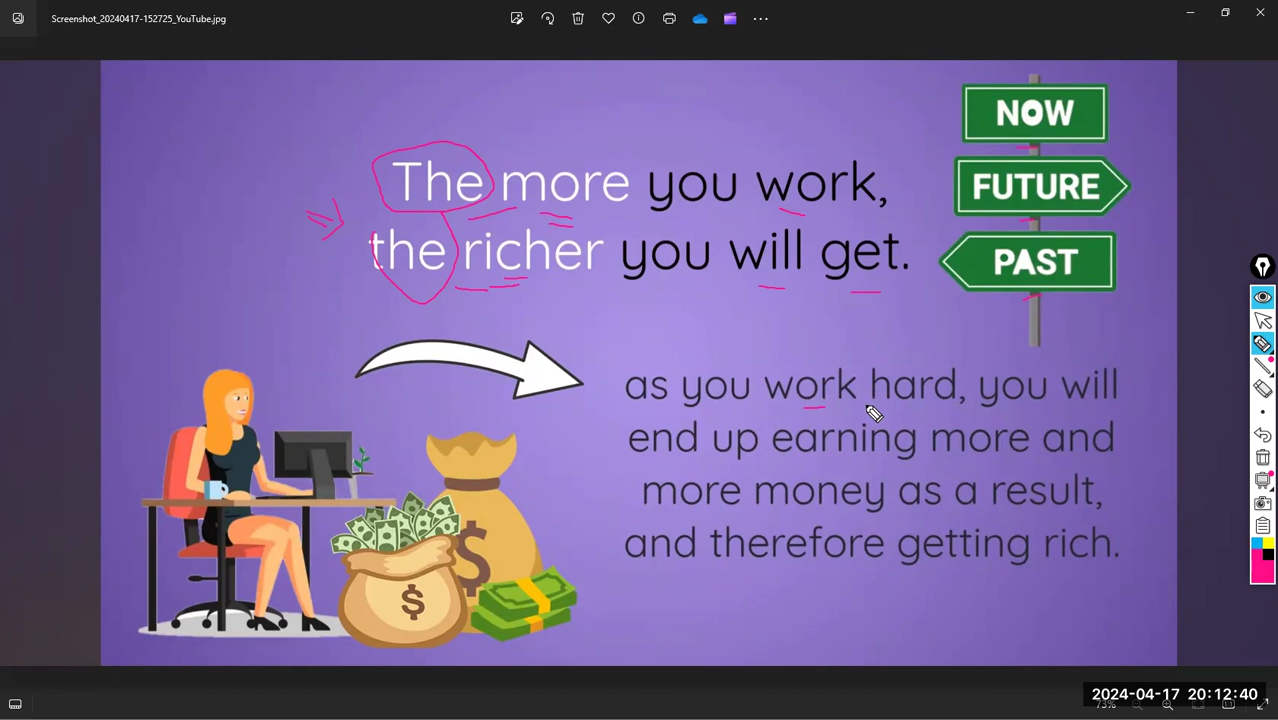 Screenshot_20240417-152725_YouTube.jpg
NOW
The more you work,
FUTURE
the richer you will get.
PAST
as you work hard, you will
end up earning more and
more money as a result,
and therefore getting rich.
$
$
2024-04-17 20:12:40
73%